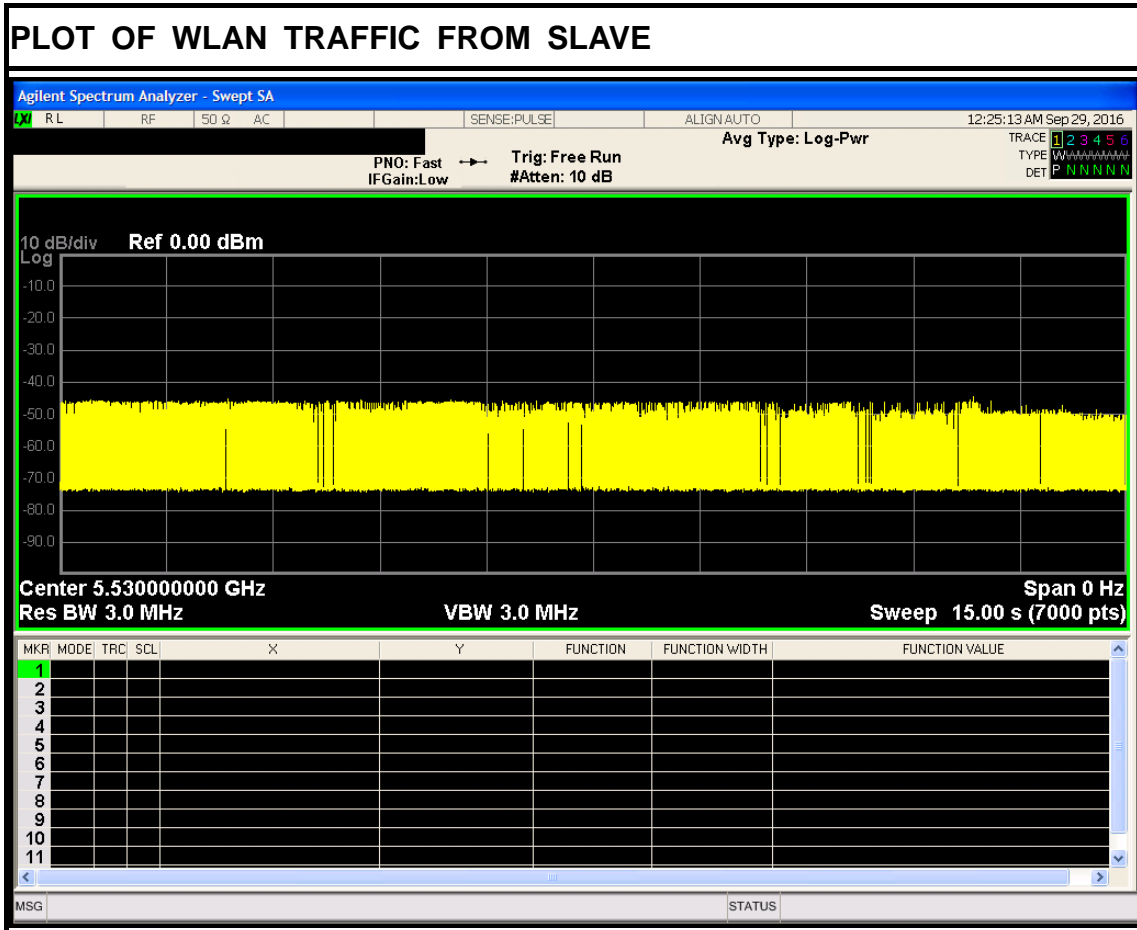 PLOT OF WLAN TRAFFIC FROM SLAVE
Agilent Spectrum Analyzer - Swept SA
LXI RL RF 50 Ω AC SENSE:PULSE ALIGN AUTO 12:25:13 AM Sep 29, 2016
PNO: Fast
IFGain:Low
Trig: Free Run
#Atten: 10 dB
Avg Type: Log-Pwr
TRACE 1 2 3 4 5 6
TYPE WWWWWW
DET P N N N N N
10 dB/div Ref 0.00 dBm
Log
-10.0
-20.0
-30.0
-40.0
-50.0
-60.0
-70.0
-80.0
-90.0
Center 5.530000000 GHz Span 0 Hz
Res BW 3.0 MHz VBW 3.0 MHz Sweep 15.00 s (7000 pts)
MKR MODE TRC SCL X Y FUNCTION FUNCTION WIDTH FUNCTION VALUE
1
2
3
4
5
6
7
8
9
10
11
MSG STATUS